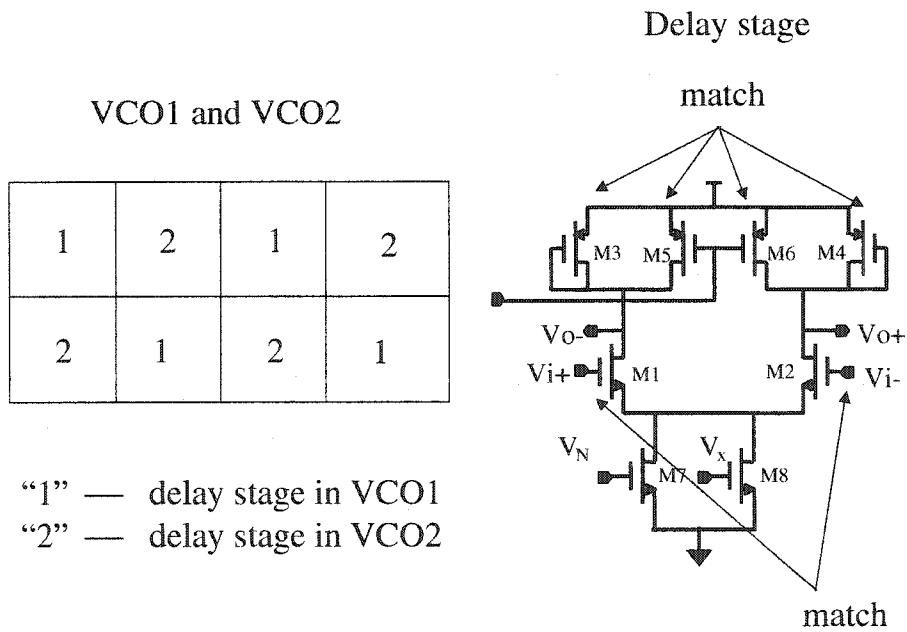 Delay stage
match
VCO1 and VCO2
1 2 1 2
2 1 2 1
M3 M5 M6 M4
Vo- Vo+
Vi+ M1 M2 Vi-
VN Vx
M7 M8
“1” — delay stage in VCO1
“2” — delay stage in VCO2
match